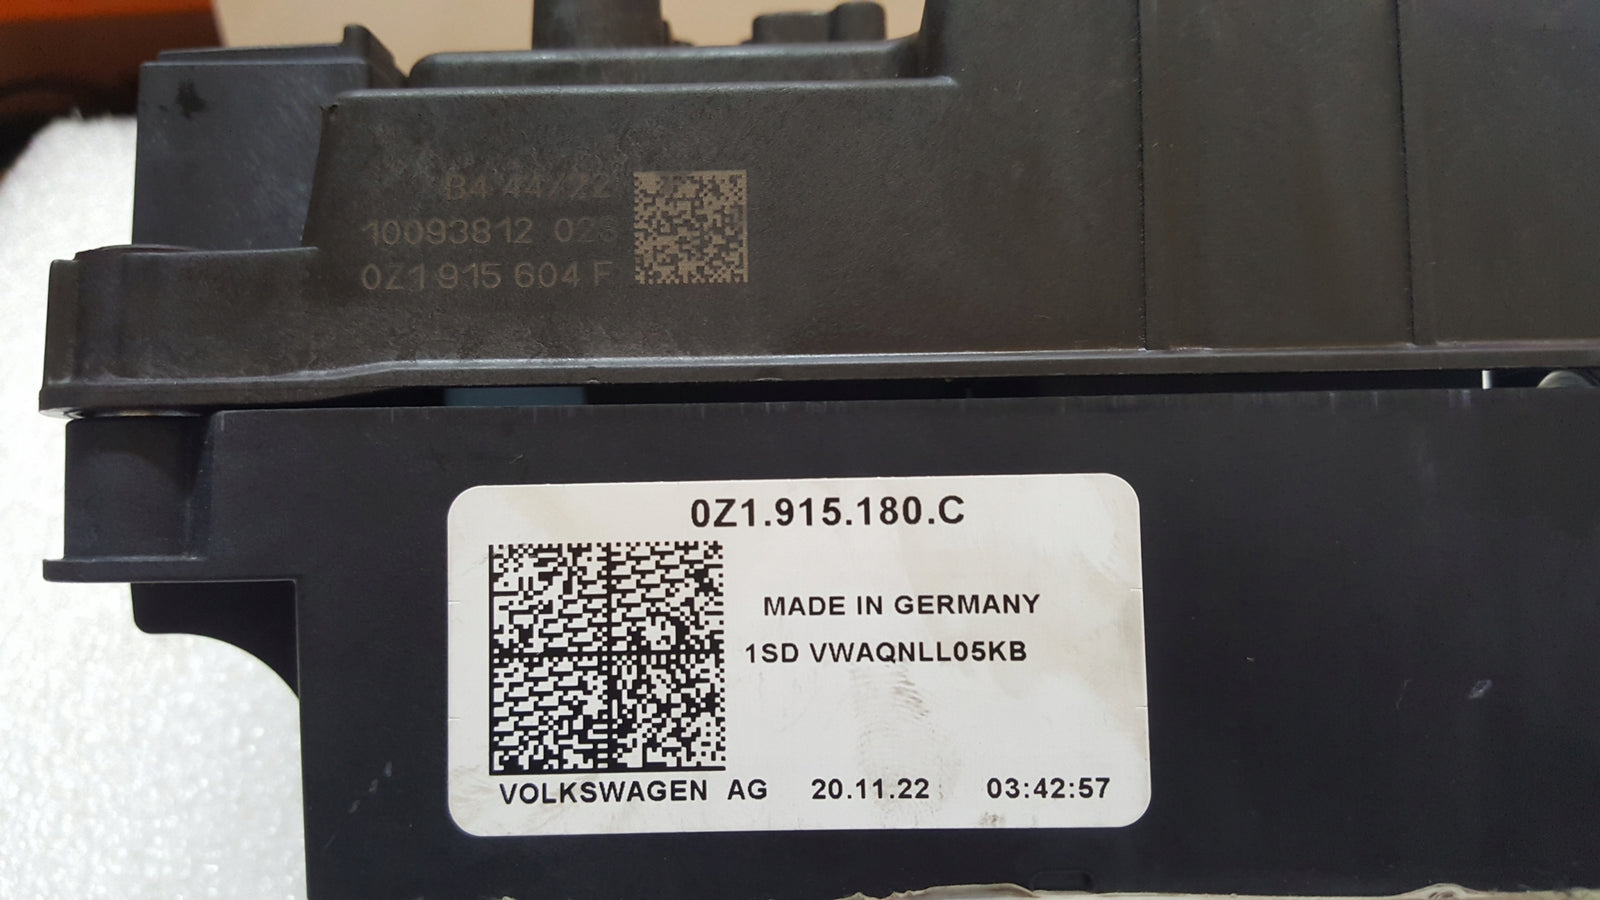 B4 44/22
10093812 028
0Z1 915 604 F
0Z1.915.180.C
MADE IN GERMANY
1SD VWAQNLL05KB
VOLKSWAGEN AG 20.11.22 03:42:57